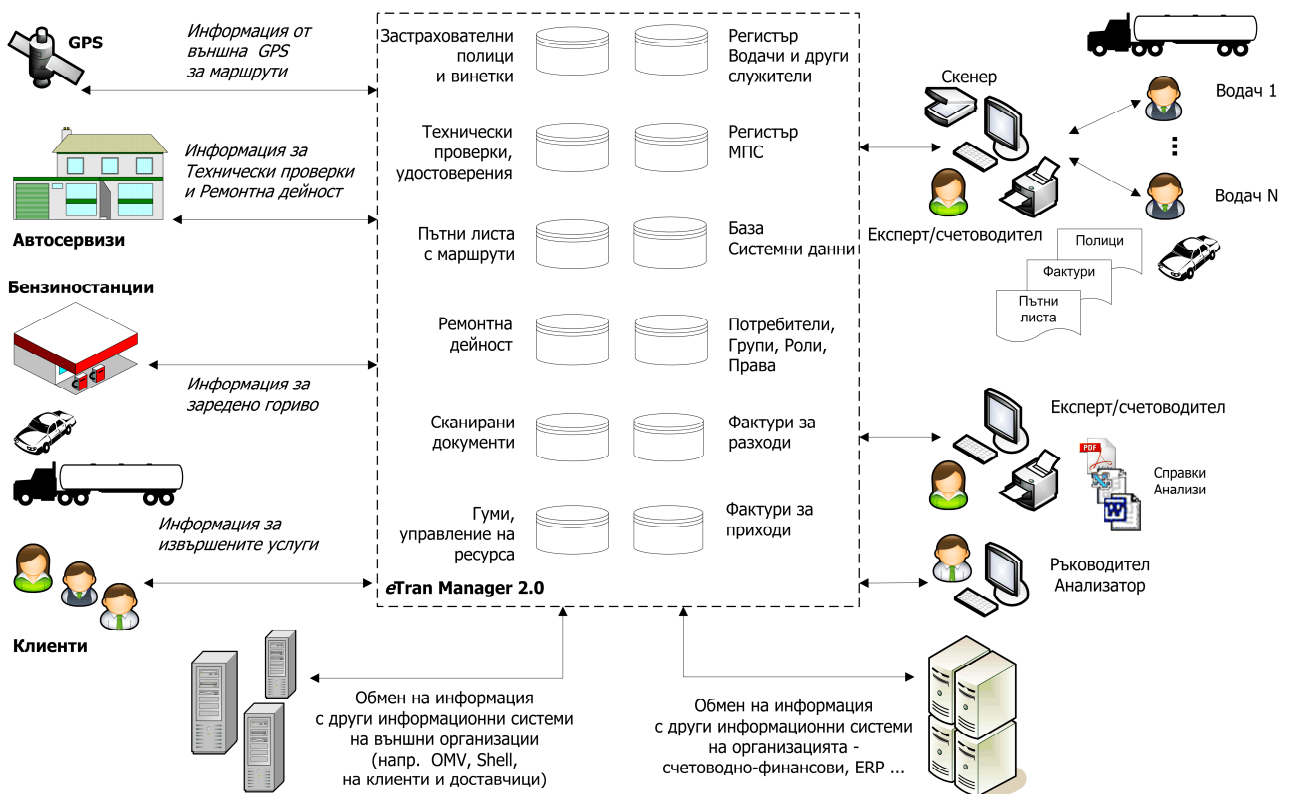 GPS
Информация от
външна GPS
за маршрути
Информация за
Технически проверки
и Ремонтна дейност
Автосервизи
Бензиностанции
Информация за
заредено гориво
Информация за
извършените услуги
Клиенти
Застрахователни
полици
и винетки
Регистър
Водачи и други
служители
Технически
проверки,
удостоверения
Регистър
МПС
Пътни листа
с маршрути
База
Системни данни
Ремонтна
дейност
Потребители,
Групи, Роли,
Права
Сканирани
документи
Фактури за
разходи
Гуми,
управление на
ресурса
Фактури за
приходи
eTran Manager 2.0
Скенер
Водач 1
Водач N
Експерт/счетоводител
Полици
Фактури
Пътни
листа
Експерт/счетоводител
PDF
Справки
Анализи
W
Ръководител
Анализатор
Обмен на информация
с други информационни системи
на външни организации
(напр. OMV, Shell,
на клиенти и доставчици)
Обмен на информация
с други информационни системи
на организацията -
счетоводно-финансови, ERP ...